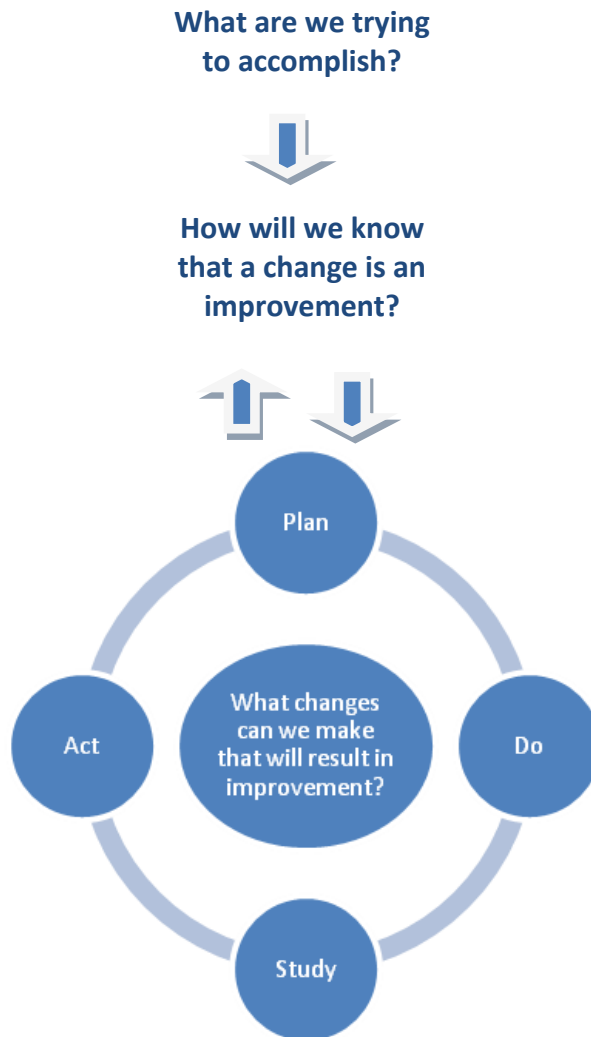 What are we trying
to accomplish?
How will we know
that a change is an
improvement?
Plan
What changes
can we make
that will result in
improvement?
Act
Do
Study